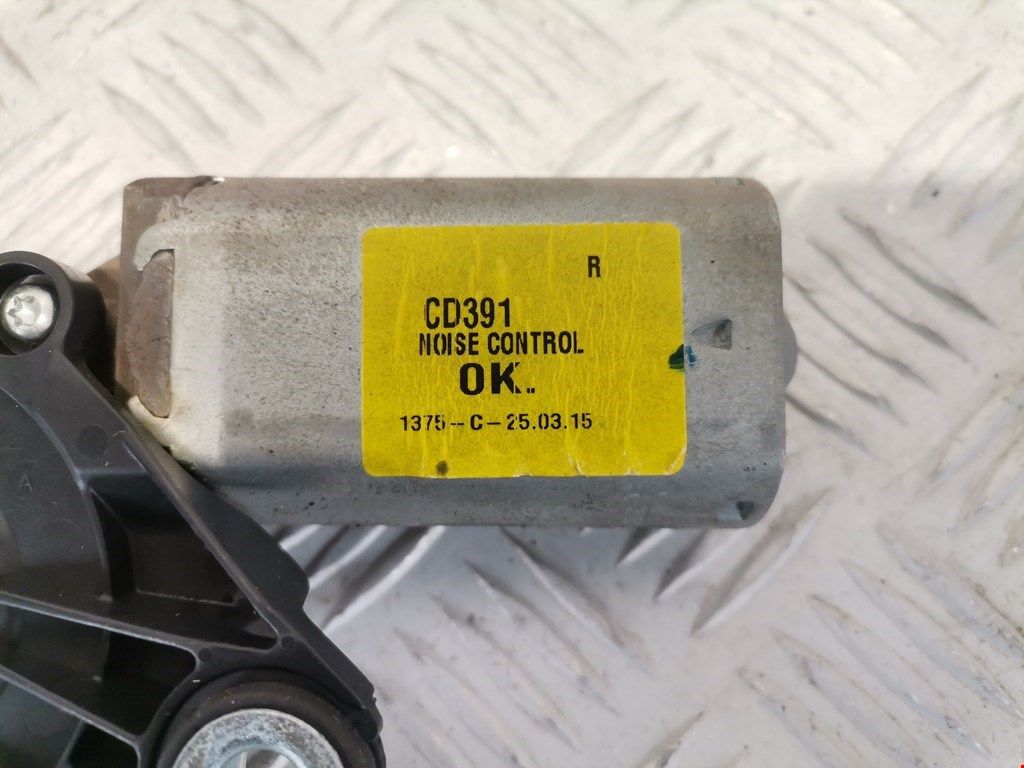 R
CD391
NOISE CONTROL
OK..
1375-- C - 25.03.15
A